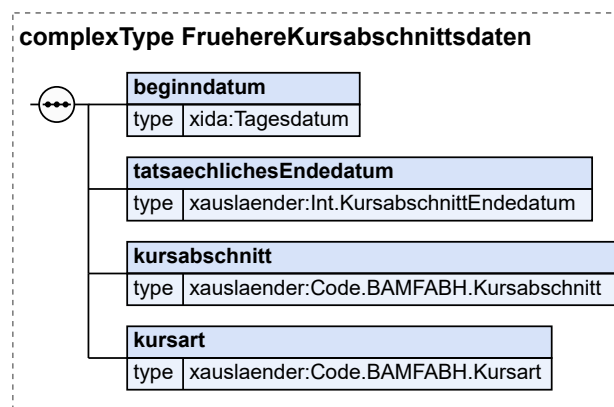 complexType FruehereKursabschnittsdaten
beginndatum
type xida:Tagesdatum
tatsaechlichesEndedatum
type xauslaender:Int.KursabschnittEndedatum
kursabschnitt
type xauslaender:Code.BAMFABH.Kursabschnitt
kursart
type xauslaender:Code.BAMFABH.Kursart